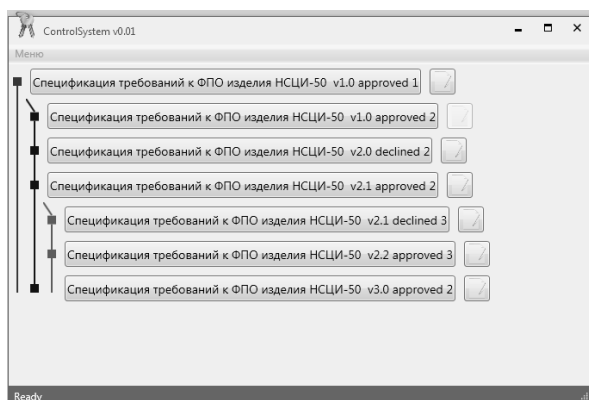 ControlSystem v0.01
Меню
Спецификация требований к ФПО изделия НСЦИ-50 v1.0 approved 1
Спецификация требований к ФПО изделия НСЦИ-50 v1.0 approved 2
Спецификация требований к ФПО изделия НСЦИ-50 v2.0 declined 2
Спецификация требований к ФПО изделия НСЦИ-50 v2.1 approved 2
Спецификация требований к ФПО изделия НСЦИ-50 v2.1 declined 3
Спецификация требований к ФПО изделия НСЦИ-50 v2.2 approved 3
Спецификация требований к ФПО изделия НСЦИ-50 v3.0 approved 2
Ready